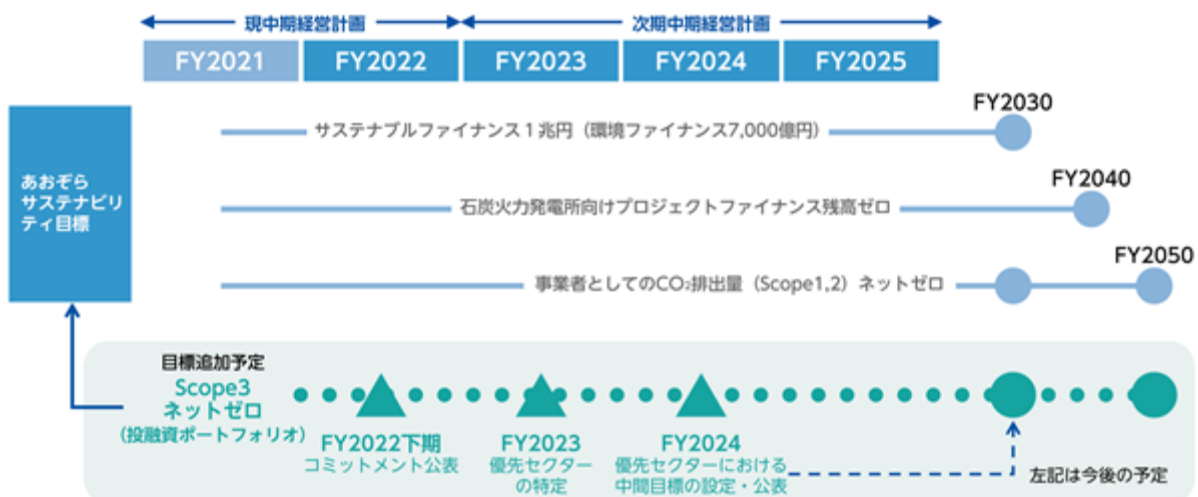 現中期経営計画
次期中期経営計画
FY2021
FY2022
FY2023
FY2024
FY2025
あおぞら
サステナビリ
ティ目標
FY2030
サステナブルファイナンス1兆円（環境ファイナンス7,000億円）
FY2040
石炭火力発電所向けプロジェクトファイナンス残高ゼロ
FY2050
事業者としてのCO₂排出量（Scope1,2）ネットゼロ
目標追加予定
Scope3
ネットゼロ
（投融資ポートフォリオ）
FY2022下期
コミットメント公表
FY2023
優先セクター
の特定
FY2024
優先セクターにおける
中間目標の設定・公表
左記は今後の予定